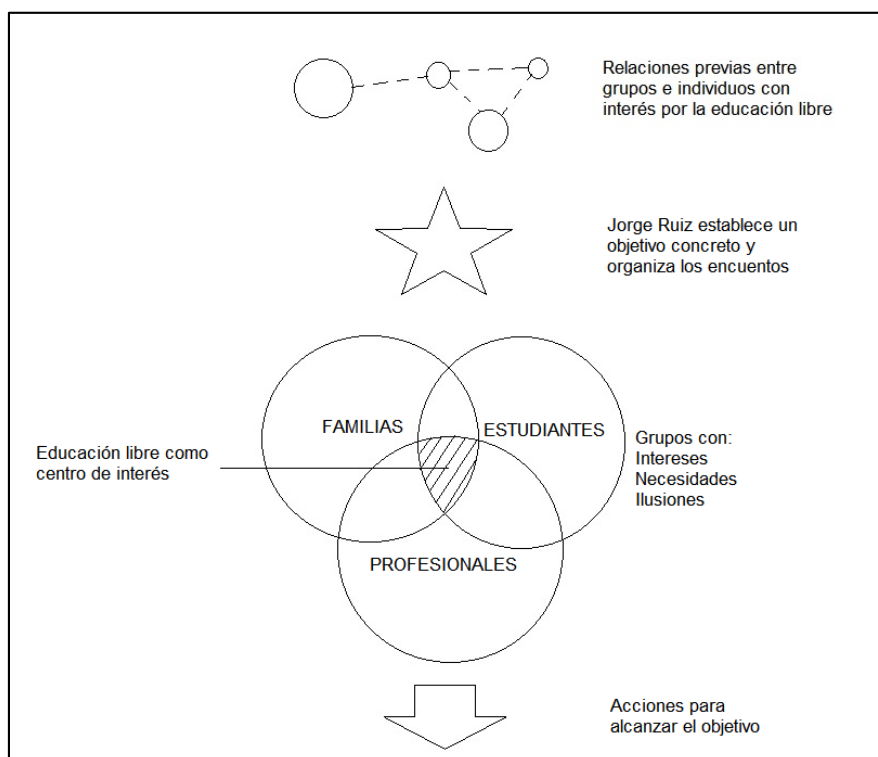 Relaciones previas entre
grupos e individuos con
interés por la educación libre
Jorge Ruiz establece un
objetivo concreto y
organiza los encuentos
FAMILIAS
ESTUDIANTES
Educación libre como
centro de interés
Grupos con:
Intereses
Necesidades
Ilusiones
PROFESIONALES
Acciones para
alcanzar el objetivo